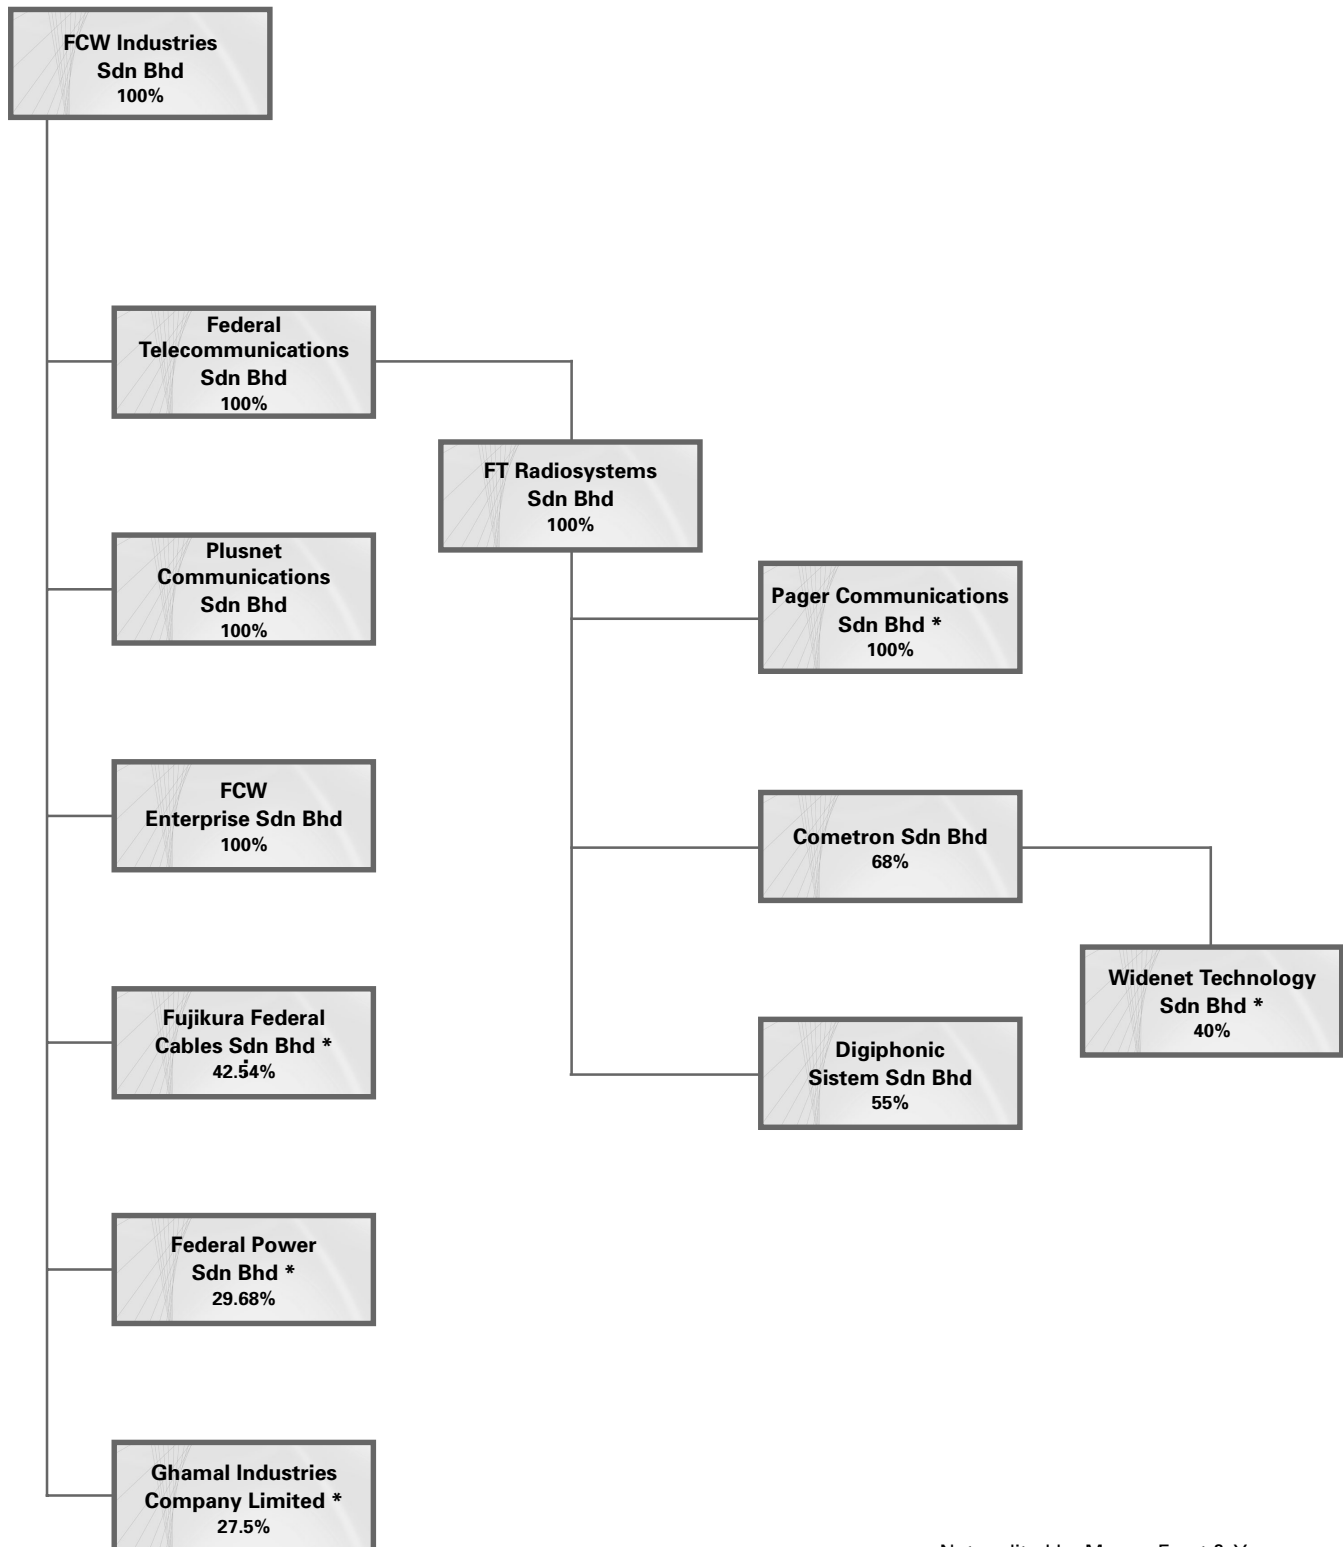 FCW Industries
Sdn Bhd
100%
Federal
Telecommunications
Sdn Bhd
100%
FT Radiosystems
Sdn Bhd
100%
Plusnet
Communications
Sdn Bhd
100%
Pager Communications
Sdn Bhd *
100%
FCW
Enterprise Sdn Bhd
100%
Cometron Sdn Bhd
68%
Widenet Technology
Sdn Bhd *
40%
Fujikura Federal
Cables Sdn Bhd *
42.54%
Digiphonic
Sistem Sdn Bhd
55%
Federal Power
Sdn Bhd *
29.68%
Ghamal Industries
Company Limited *
27.5%